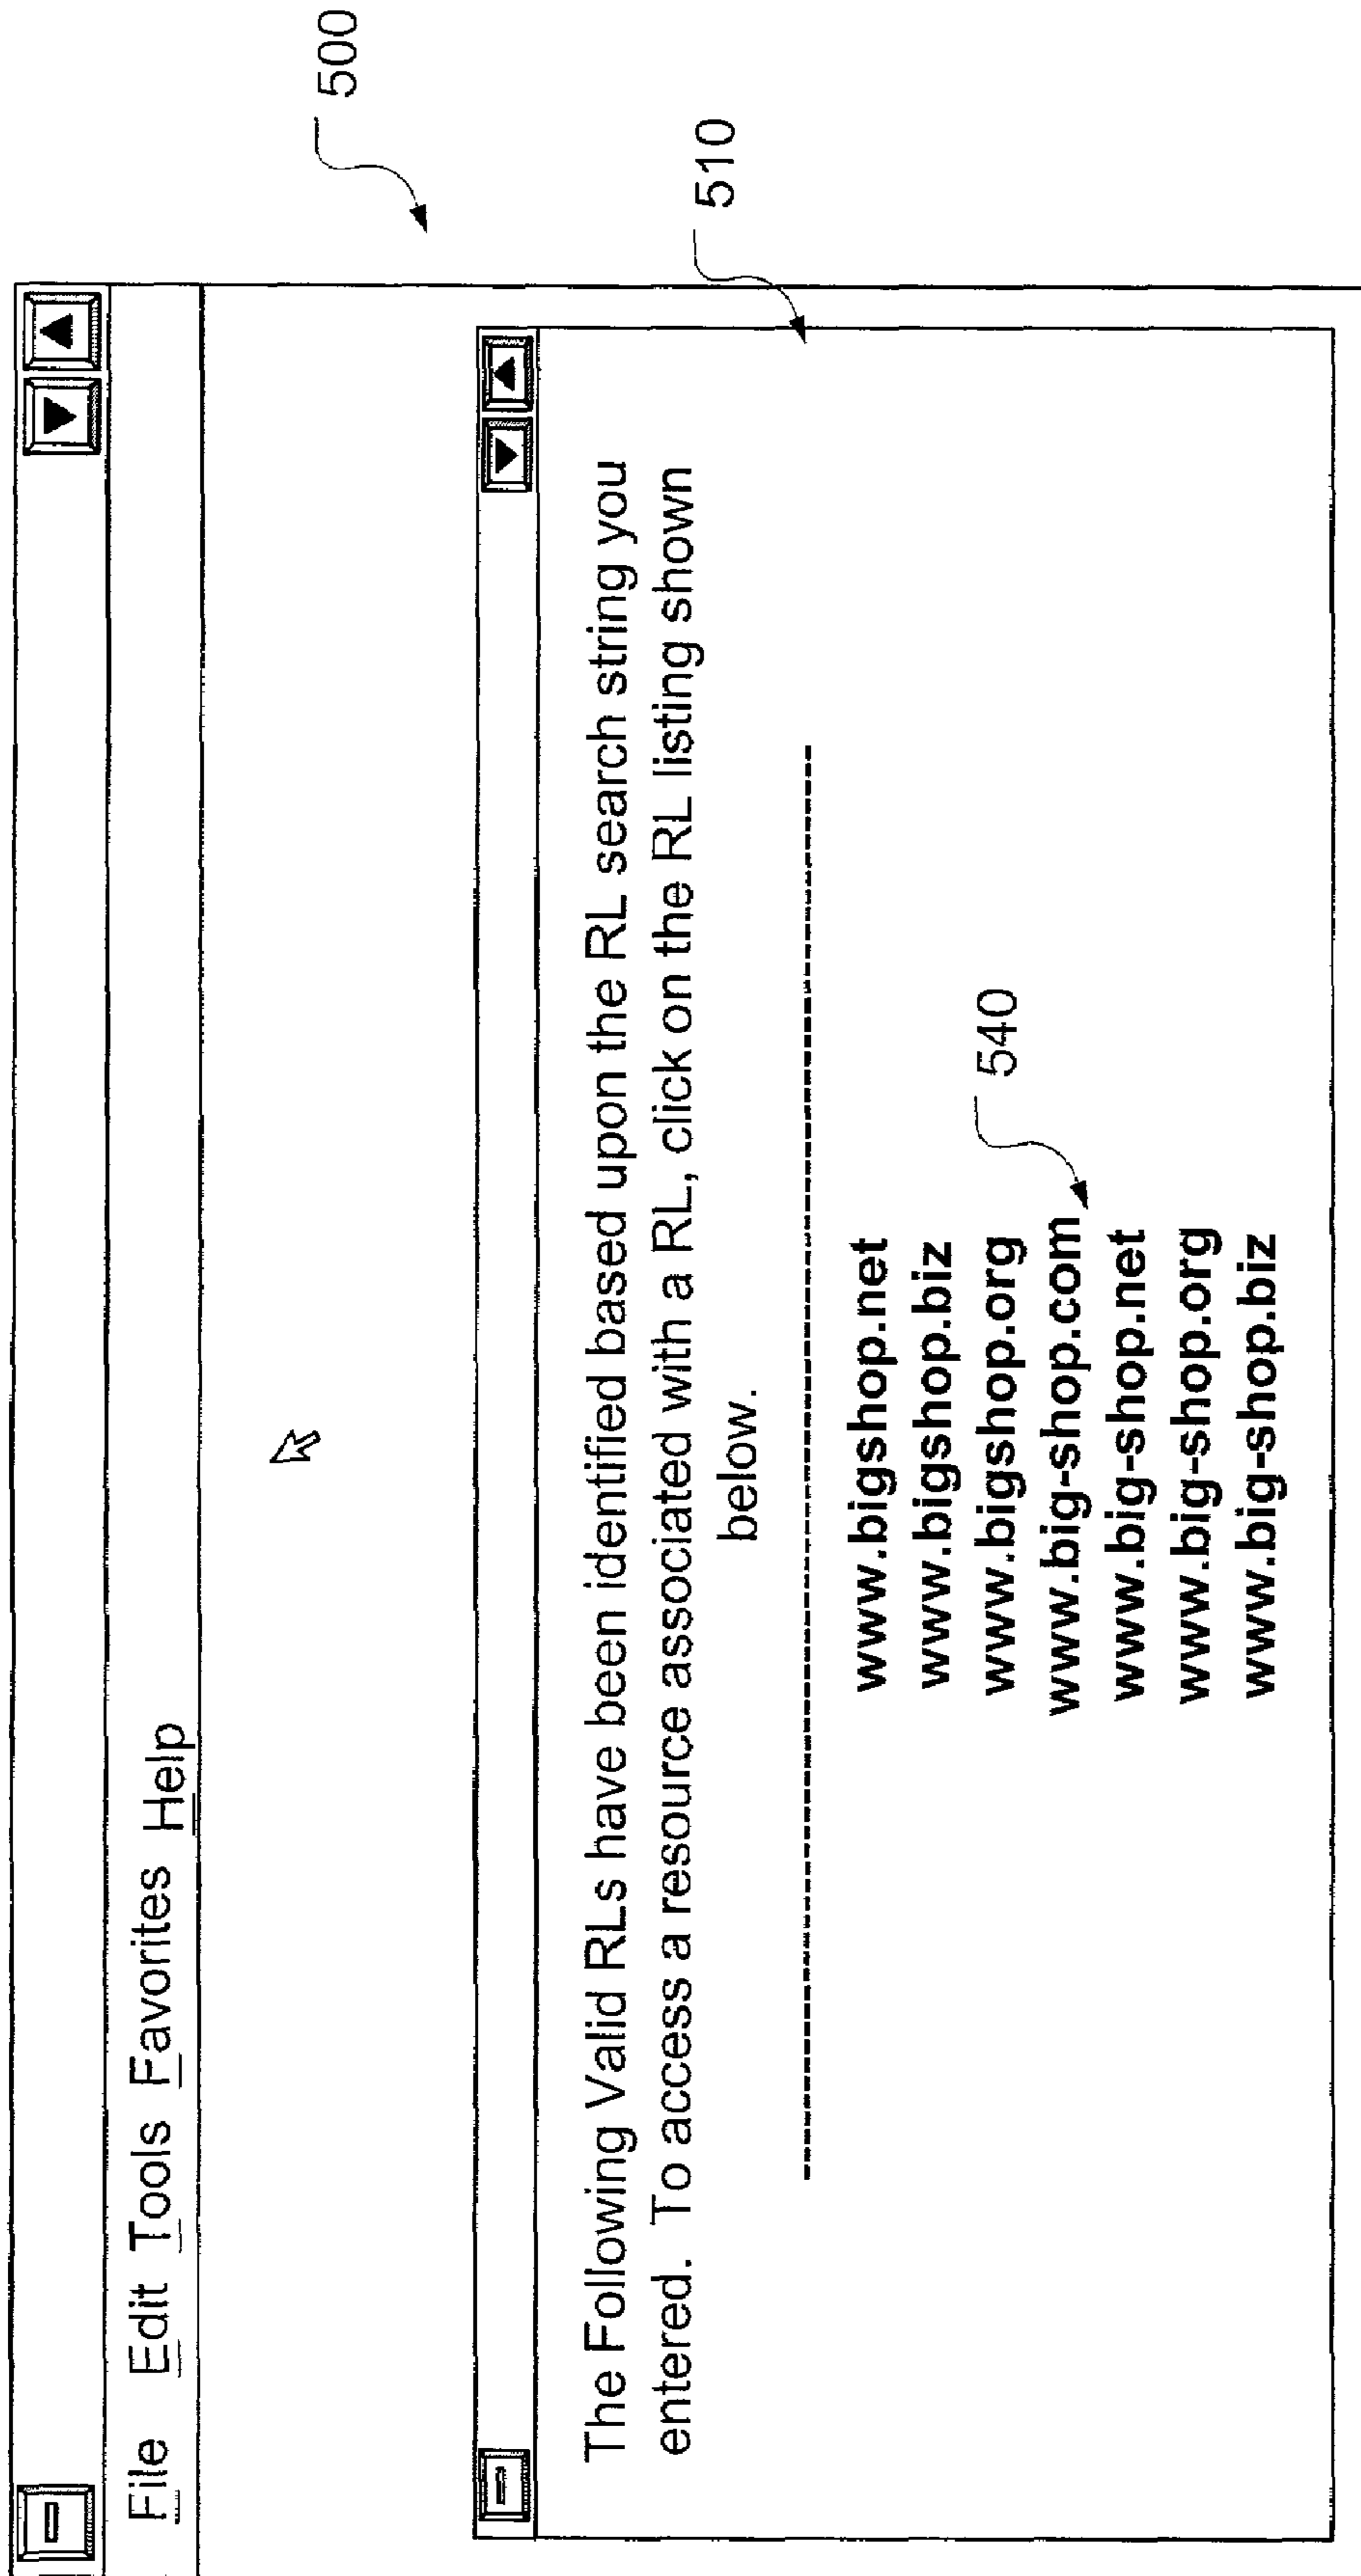 500
File Edit Tools Favorites Help
510
The Following Valid RLs have been identified based upon the RL search string you
entered. To access a resource associated with a RL, click on the RL listing shown
below.
www.bigshop.net
www.bigshop.biz
www.bigshop.org
540
www.big-shop.com
www.big-shop.net
www.big-shop.org
www.big-shop.biz